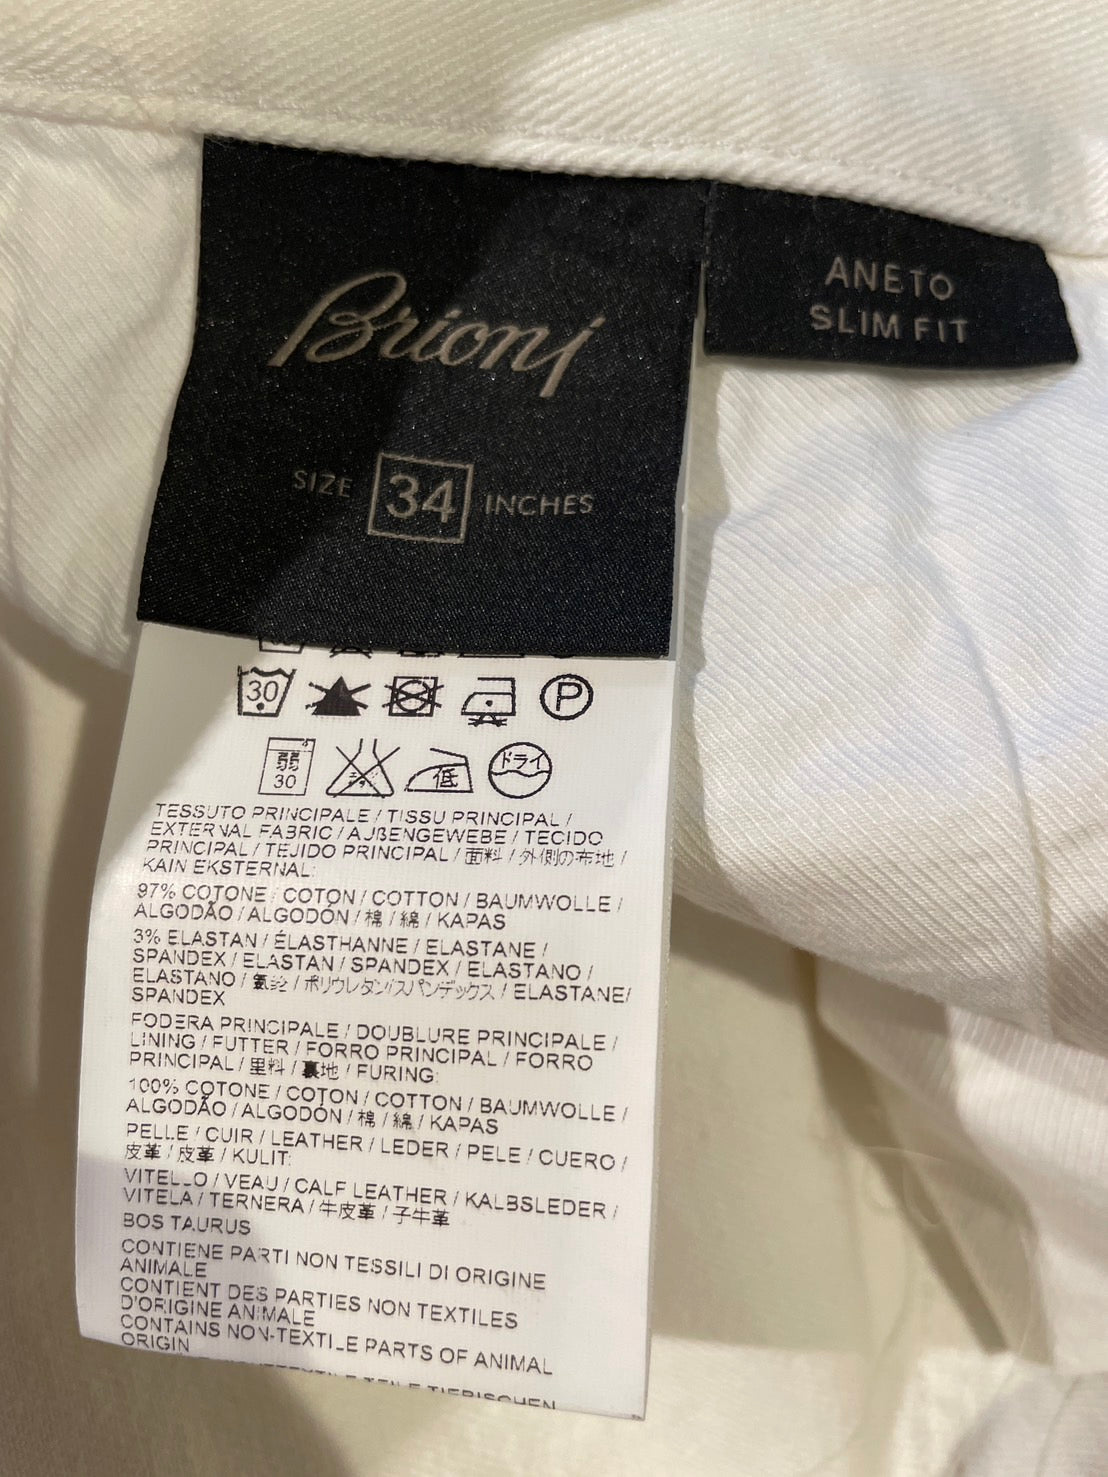 Brioni
SIZE 34 INCHES
ANETO
SLIM FIT
30 P
弱 30 低 ドライ
TESSUTO PRINCIPALE / TISSU PRINCIPAL /
EXTERNAL FABRIC / AUßENGEWEBE / TECIDO
PRINCIPAL / TEJIDO PRINCIPAL / 面料 / 外側の布地 /
KAIN EKSTERNAL:
97% COTONE / COTON / COTTON / BAUMWOLLE /
ALGODÃO / ALGODÓN / 棉 / 綿 / KAPAS
3% ELASTAN / ÉLASTHANNE / ELASTANE /
SPANDEX / ELASTAN / SPANDEX / ELASTANO /
ELASTANO / 氨纶 / ポリウレタン/スパンデックス / ELASTANE/
SPANDEX
FODERA PRINCIPALE / DOUBLURE PRINCIPALE /
LINING / FUTTER / FORRO PRINCIPAL / FORRO
PRINCIPAL / 里料 / 裏地 / FURING:
100% COTONE / COTON / COTTON / BAUMWOLLE /
ALGODÃO / ALGODÓN / 棉 / 綿 / KAPAS
PELLE / CUIR / LEATHER / LEDER / PELE / CUERO /
皮革 / 皮革 / KULIT:
VITELLO / VEAU / CALF LEATHER / KALBSLEDER /
VITELA / TERNERA / 牛皮革 / 子牛革
BOS TAURUS
CONTIENE PARTI NON TESSILI DI ORIGINE
ANIMALE
CONTIENT DES PARTIES NON TEXTILES
D'ORIGINE ANIMALE
CONTAINS NON-TEXTILE PARTS OF ANIMAL
ORIGIN
TEILE TIERISCHEN